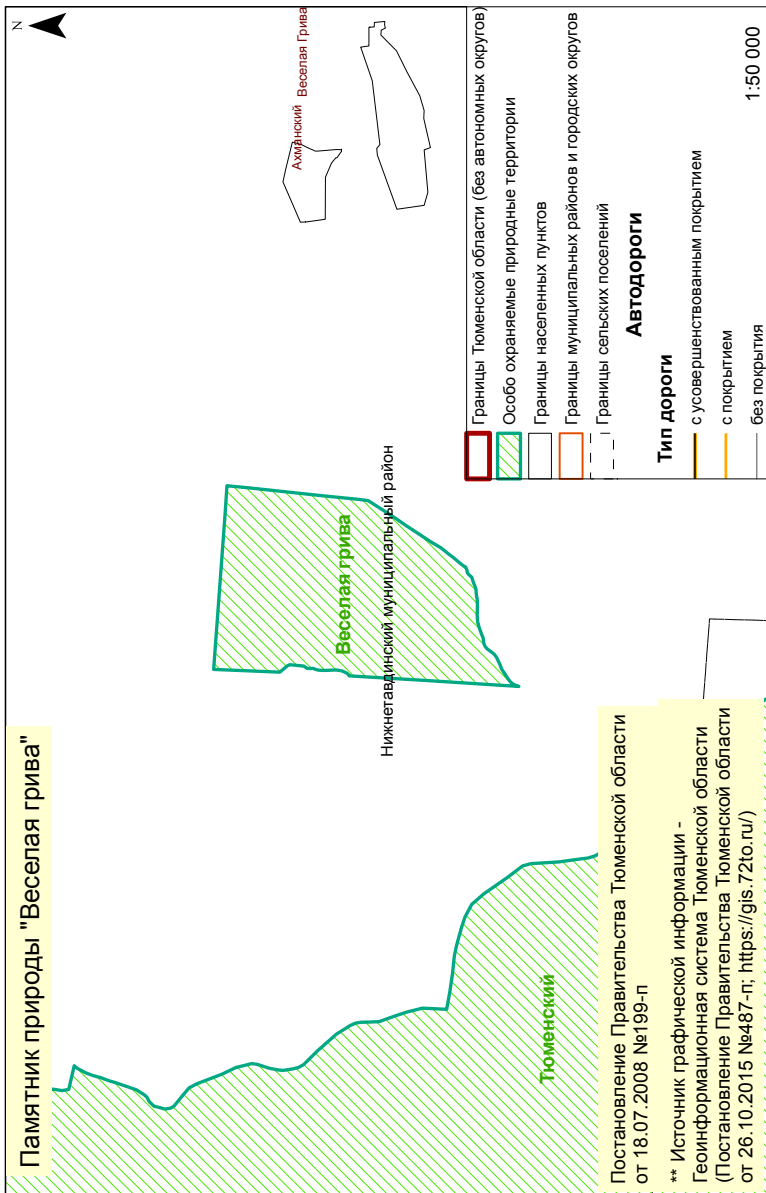 Памятник природы "Веселая грива"
N
Ахманский
Веселая Грива
Веселая грива
Нижнетавдинский муниципальный район
Тюменский
Постановление Правительства Тюменской области
от 18.07.2008 №199-п
** Источник графической информации -
Геоинформационная система Тюменской области
(Постановление Правительства Тюменской области
от 26.10.2015 №487-п; https://gis.72to.ru/)
Границы Тюменской области (без автономных округов)
Особо охраняемые природные территории
Границы населенных пунктов
Границы муниципальных районов и городских округов
Границы сельских поселений
Автодороги
Тип дороги
с усовершенствованным покрытием
с покрытием
без покрытия
1:50 000